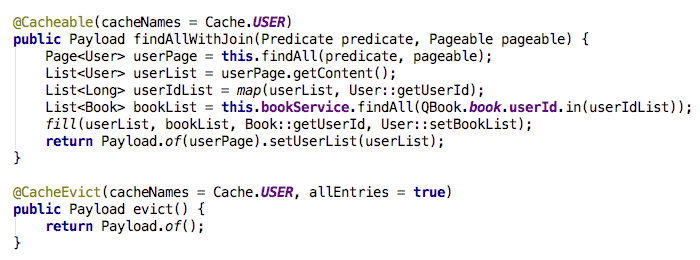 @Cacheable(cacheNames = Cache.USER)
public Payload findAllWithJoin(Predicate predicate, Pageable pageable) {
    Page<User> userPage = this.findAll(predicate, pageable);
    List<User> userList = userPage.getContent();
    List<Long> userIdList = map(userList, User::getUserId);
    List<Book> bookList = this.bookService.findAll(QBook.book.userId.in(userIdList));
    fill(userList, bookList, Book::getUserId, User::setBookList);
    return Payload.of(userPage).setUserList(userList);
}
@CacheEvict(cacheNames = Cache.USER, allEntries = true)
public Payload evict() {
    return Payload.of();
}